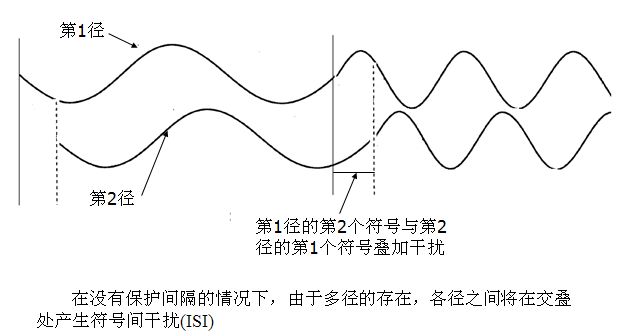 第1径
第2径
第1径的第2个符号与第2
径的第1个符号叠加干扰
在没有保护间隔的情况下，由于多径的存在，各径之间将在交叠
处产生符号间干扰(ISI)